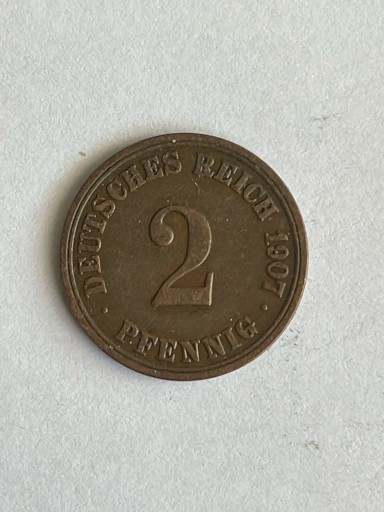 DEUTSCHES REICH 1907
2
PFENNIG